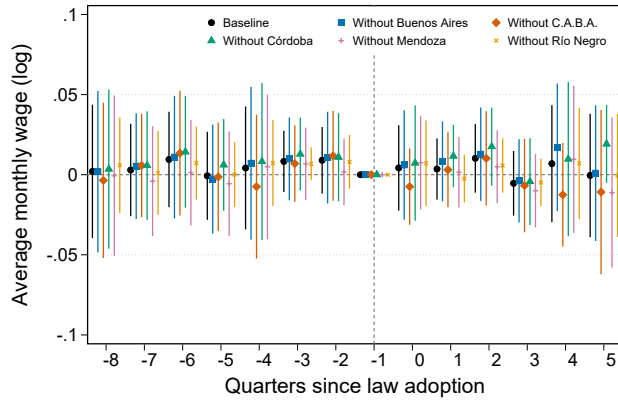 Baseline
Without Buenos Aires
Without C.A.B.A.
Without Córdoba
Without Mendoza
Without Río Negro
Average monthly wage (log)
.1
.05
0
-.05
-.1
-8 -7 -6 -5 -4 -3 -2 -1 0 1 2 3 4 5
Quarters since law adoption